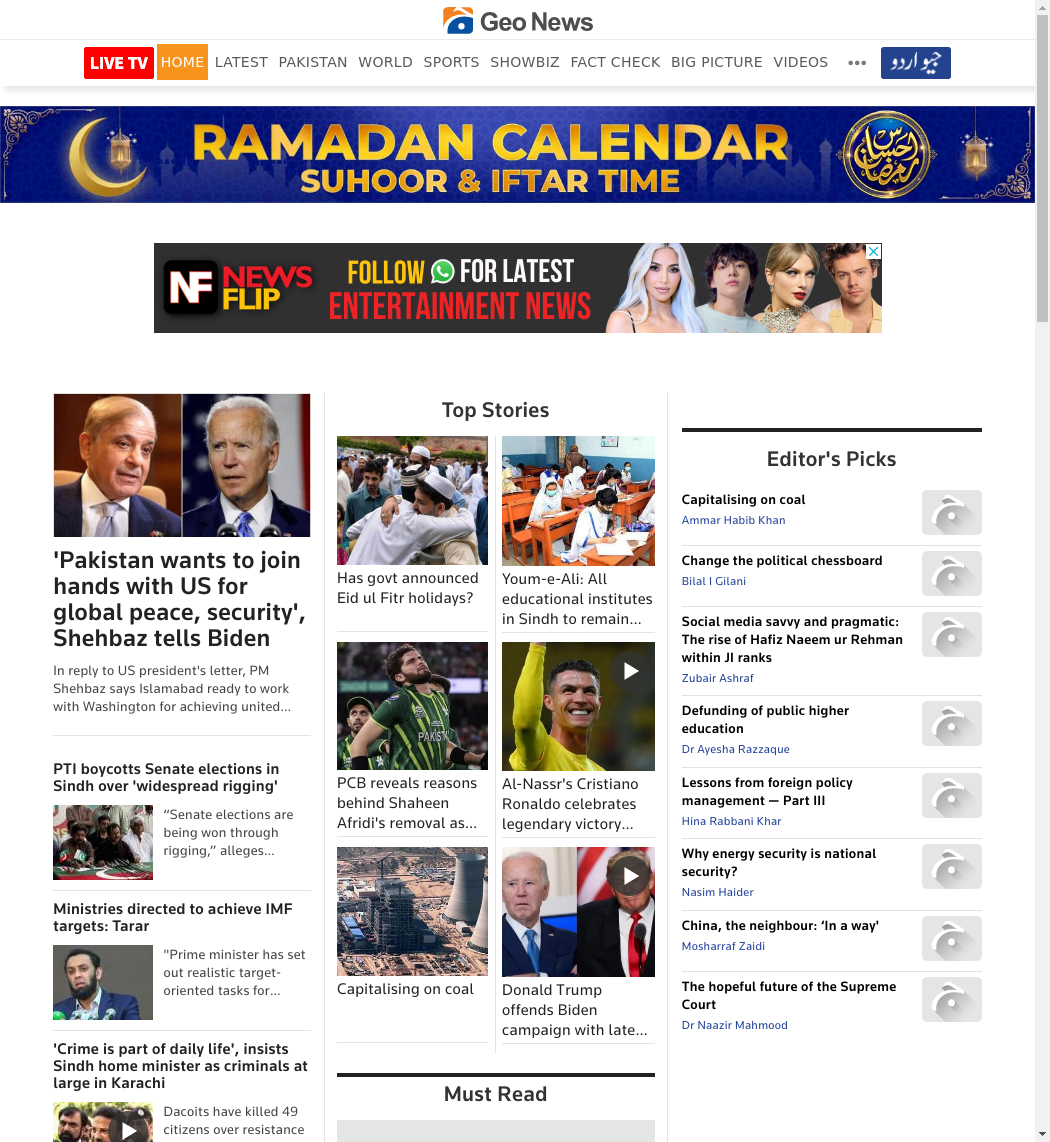 Geo News
LIVE TV
HOME
LATEST
PAKISTAN
WORLD
SPORTS
SHOWBIZ
FACT CHECK
BIG PICTURE
VIDEOS
جیو اردو
RAMADAN CALENDAR
SUHOOR & IFTAR TIME
احساس
رمضان
NF NEWS
FLIP
FOLLOW FOR LATEST
ENTERTAINMENT NEWS
'Pakistan wants to join
hands with US for
global peace, security',
Shehbaz tells Biden
In reply to US president's letter, PM
Shehbaz says Islamabad ready to work
with Washington for achieving united...
PTI boycotts Senate elections in
Sindh over 'widespread rigging'
“Senate elections are
being won through
rigging,” alleges...
Ministries directed to achieve IMF
targets: Tarar
"Prime minister has set
out realistic target-
oriented tasks for...
'Crime is part of daily life', insists
Sindh home minister as criminals at
large in Karachi
Dacoits have killed 49
citizens over resistance
Top Stories
Has govt announced
Eid ul Fitr holidays?
Youm-e-Ali: All
educational institutes
in Sindh to remain...
PAKISTAN
PCB reveals reasons
behind Shaheen
Afridi's removal as...
Al-Nassr's Cristiano
Ronaldo celebrates
legendary victory...
Capitalising on coal
Donald Trump
offends Biden
campaign with late...
Must Read
Editor's Picks
Capitalising on coal
Ammar Habib Khan
Change the political chessboard
Bilal I Gilani
Social media savvy and pragmatic:
The rise of Hafiz Naeem ur Rehman
within JI ranks
Zubair Ashraf
Defunding of public higher
education
Dr Ayesha Razzaque
Lessons from foreign policy
management — Part III
Hina Rabbani Khar
Why energy security is national
security?
Nasim Haider
China, the neighbour: ‘In a way'
Mosharraf Zaidi
The hopeful future of the Supreme
Court
Dr Naazir Mahmood